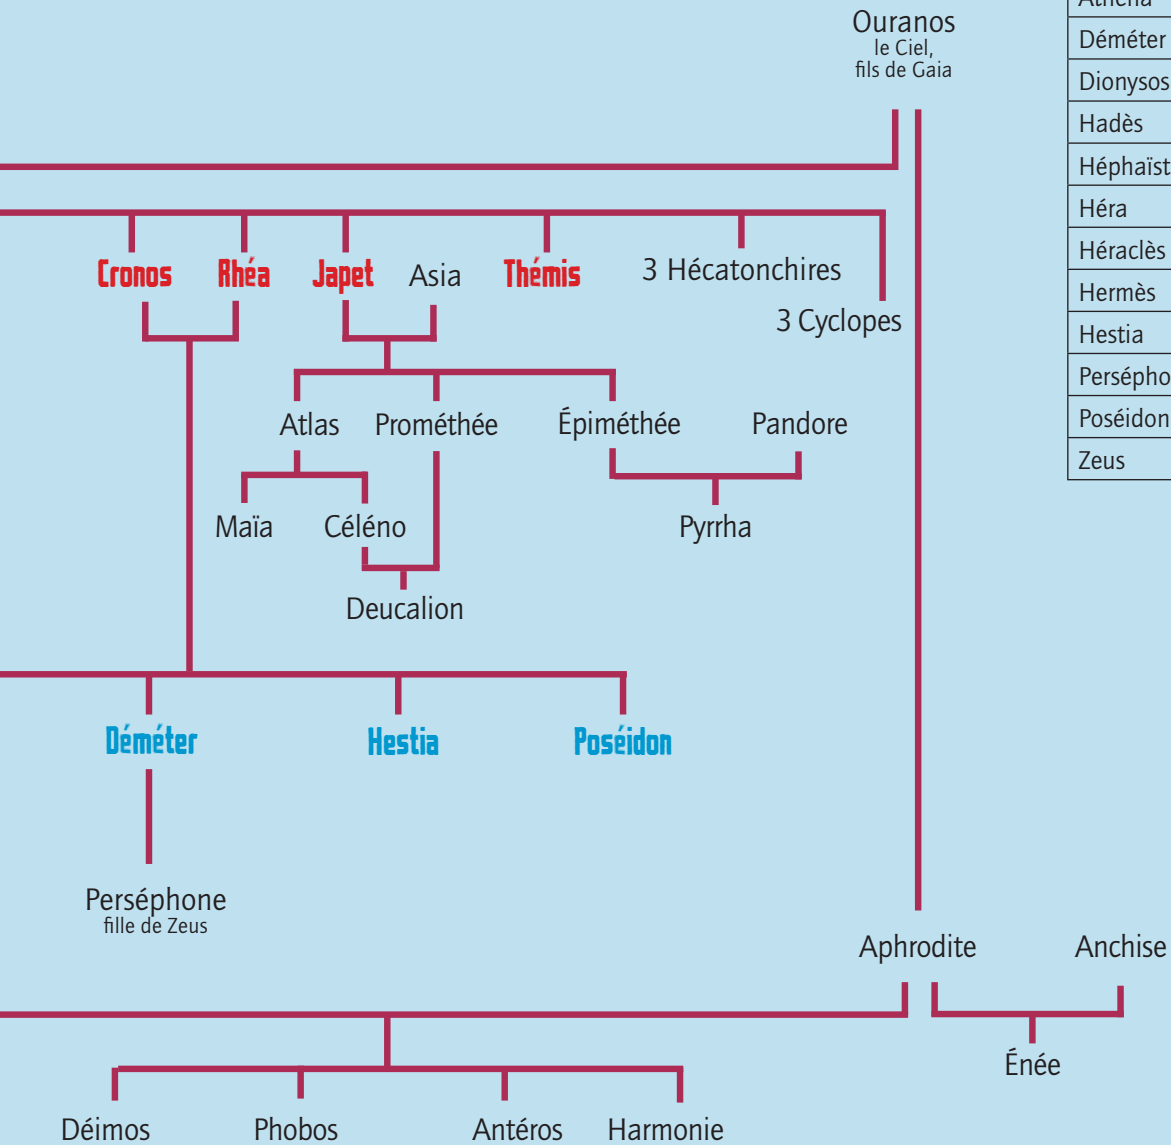 Ouranos
le Ciel,
fils de Gaia
Cronos Rhéa Japet Asia Thémis 3 Hécatonchires
3 Cyclopes
Atlas Prométhée Épiméthée Pandore
Maïa Céléno Pyrrha
Deucalion
Déméter Hestia Poséidon
Perséphone
fille de Zeus
Aphrodite Anchise
Énée
Déimos Phobos Antéros Harmonie
Déméter
Dionysos
Hadès
Héphaïst
Héra
Héraclès
Hermès
Hestia
Persépho
Poséidon
Zeus